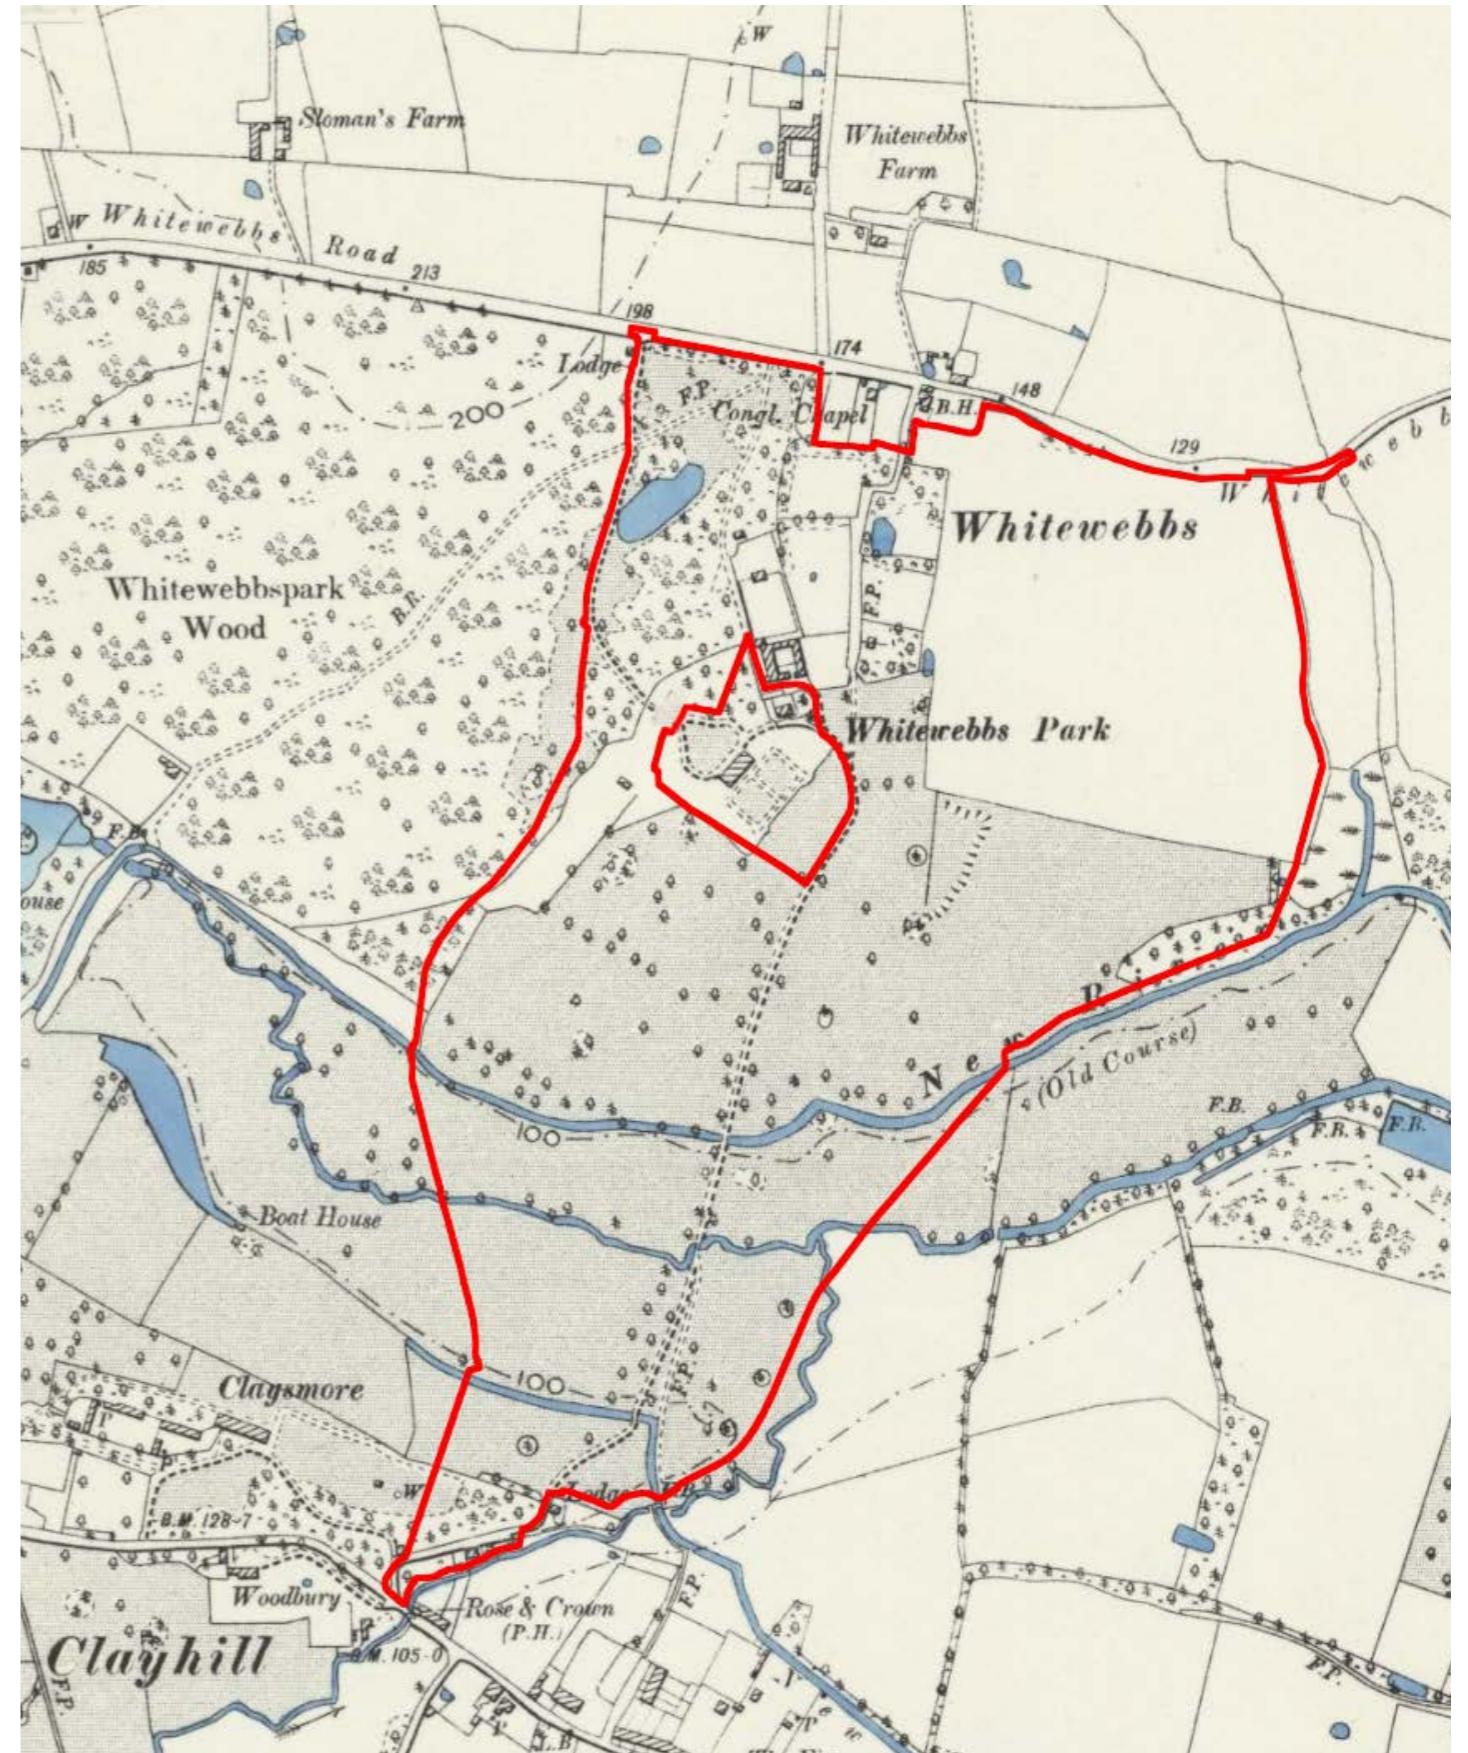 W
Sloman's Farm
Whitewebbs
Farm
W
Whitewebbs Road
185
213
198
174
148
129
Lodge
F.P.
200
Congl. Chapel
B.H.
Whitewebbs
Whitewebbspark
Wood
B.R.
F.P.
Whitewebbs Park
F.B.
ouse
New
(Old Course)
100
F.B.
F.B.
F.B.
Boat House
100
F.P.
Claysmore
W
Lodge
B.M. 128·7
Woodbury
Rose & Crown
(P.H.)
F.P.
Clayhill
B.M. 105·0
F.P.
F.P.
L.B